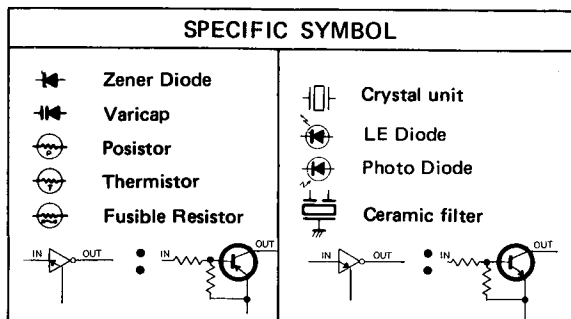 SPECIFIC SYMBOL
Zener Diode
Varicap
Posistor
Thermistor
Fusible Resistor
IN OUT : IN OUT
Crystal unit
LE Diode
Photo Diode
Ceramic filter
IN OUT : IN OUT